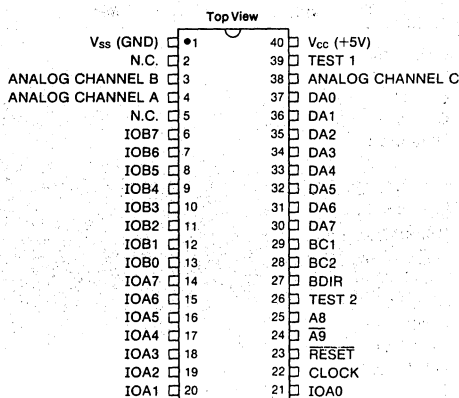 Top View
Vss (GND) 1 40 Vcc (+5V)
N.C. 2 39 TEST 1
ANALOG CHANNEL B 3 38 ANALOG CHANNEL C
ANALOG CHANNEL A 4 37 DA0
N.C. 5 36 DA1
IOB7 6 35 DA2
IOB6 7 34 DA3
IOB5 8 33 DA4
IOB4 9 32 DA5
IOB3 10 31 DA6
IOB2 11 30 DA7
IOB1 12 29 BC1
IOB0 13 28 BC2
IOA7 14 27 BDIR
IOA6 15 26 TEST 2
IOA5 16 25 A8
IOA4 17 24 A̅9̅
IOA3 18 23 R̅E̅S̅E̅T̅
IOA2 19 22 CLOCK
IOA1 20 21 IOA0